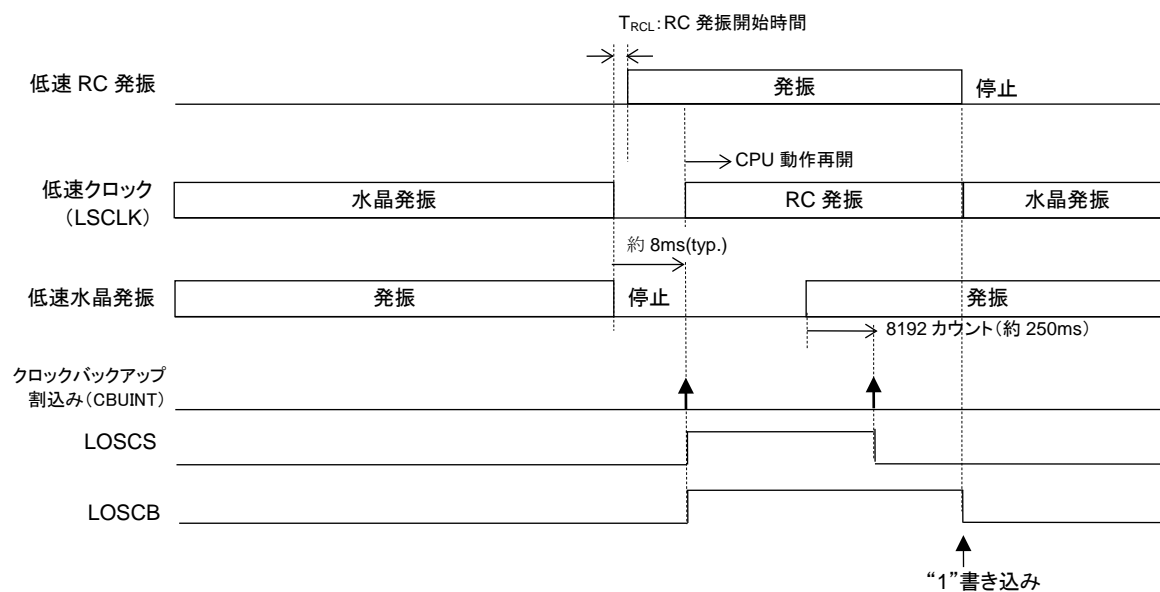 TRCL:RC 発振開始時間
低速 RC 発振
発振
停止
CPU 動作再開
低速クロック
(LSCLK)
水晶発振
RC 発振
水晶発振
約 8ms(typ.)
低速水晶発振
発振
停止
発振
8192 カウント(約 250ms)
クロックバックアップ
割込み(CBUINT)
LOSCS
LOSCB
“1”書き込み